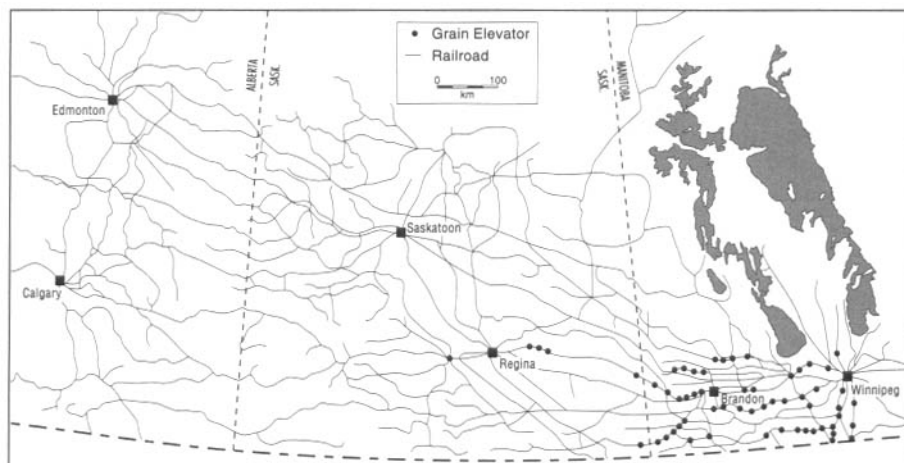 Grain Elevator
Railroad
0 100
km
ALBERTA
SASK.
SASK.
MANITOBA
Edmonton
Saskatoon
Calgary
Regina
Brandon
Winnipeg